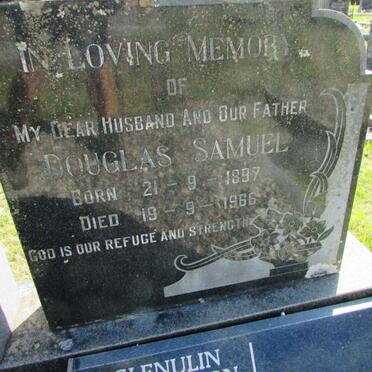 IN LOVING MEMORY
OF
MY DEAR HUSBAND AND OUR FATHER
DOUGLAS SAMUEL
BORN 21-9-1897
DIED 19-9-1966
GOD IS OUR REFUGE AND STRENGTH
GLENULIN